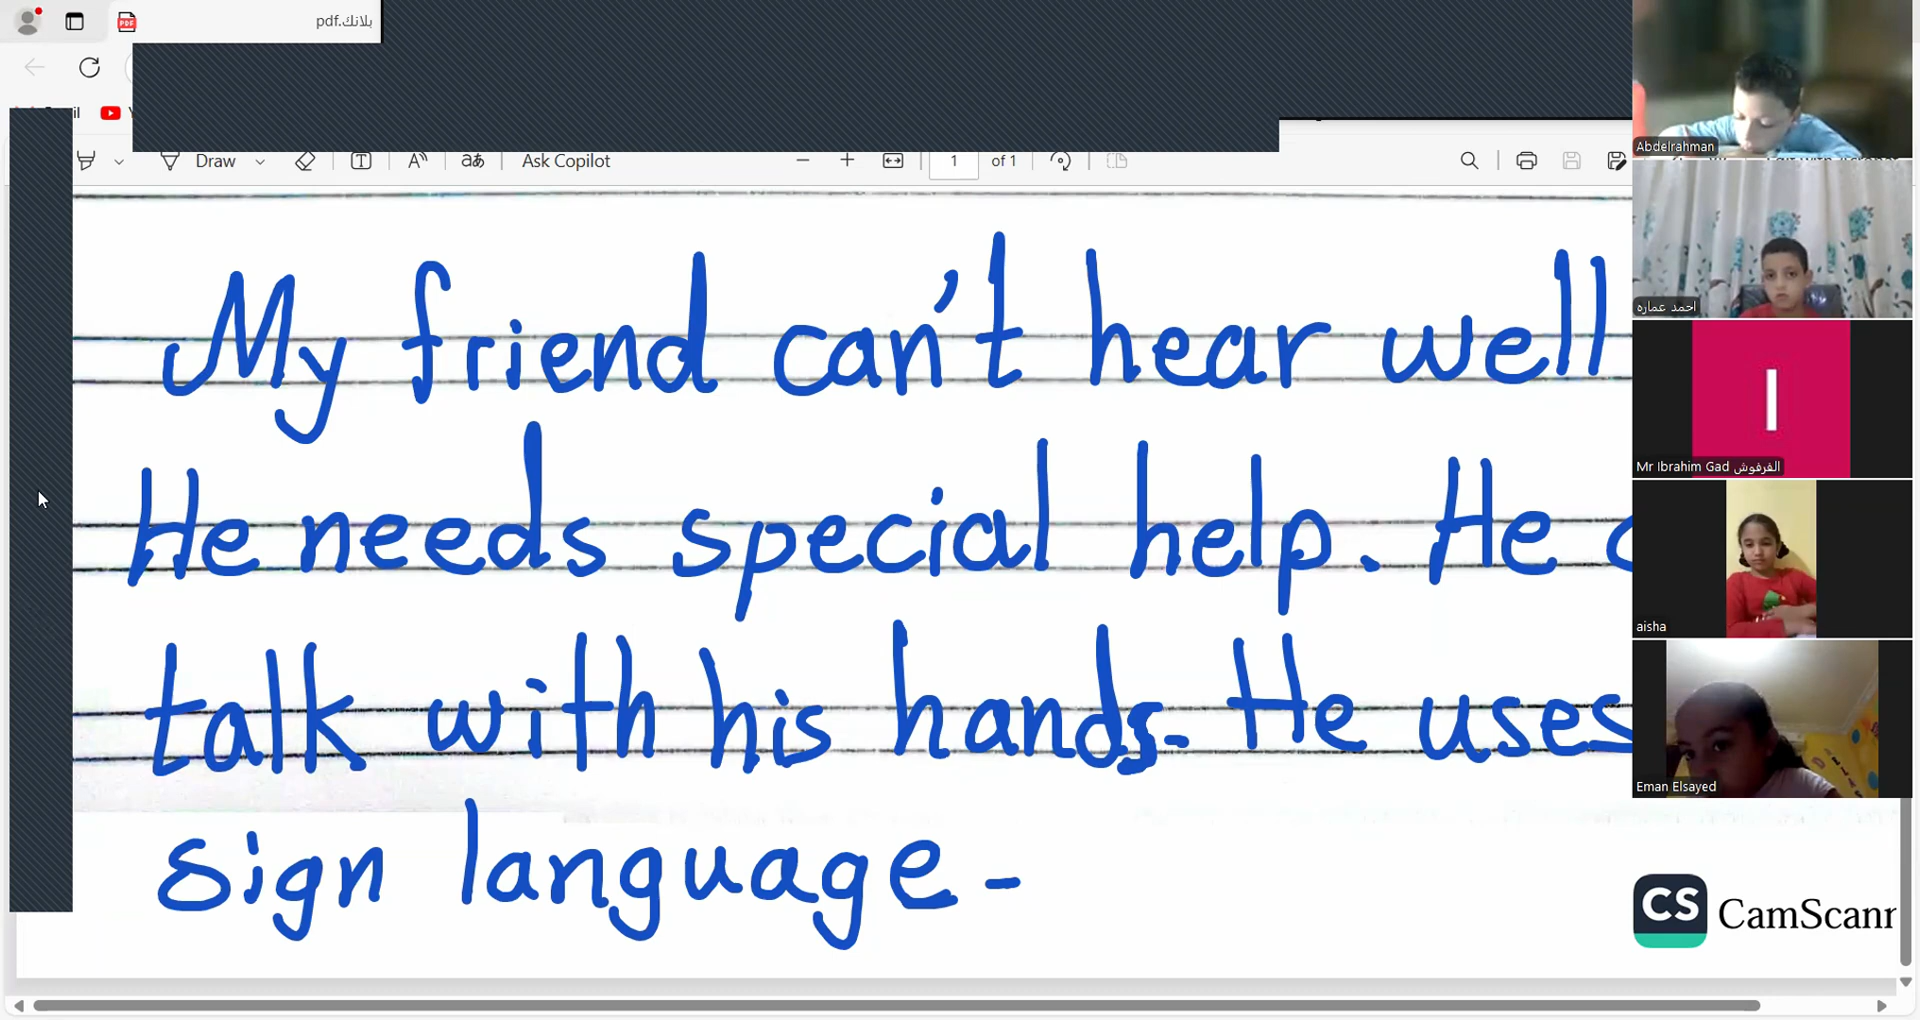 بلانك.pdf
Draw
Ask Copilot
1 of 1
My friend can't hear well
He needs special help. He
talk with his hands. He uses
sign language.
CS CamScanr
Abdelrahman
احمد عماره
I
Mr Ibrahim Gad الفرفوش
aisha
Eman Elsayed